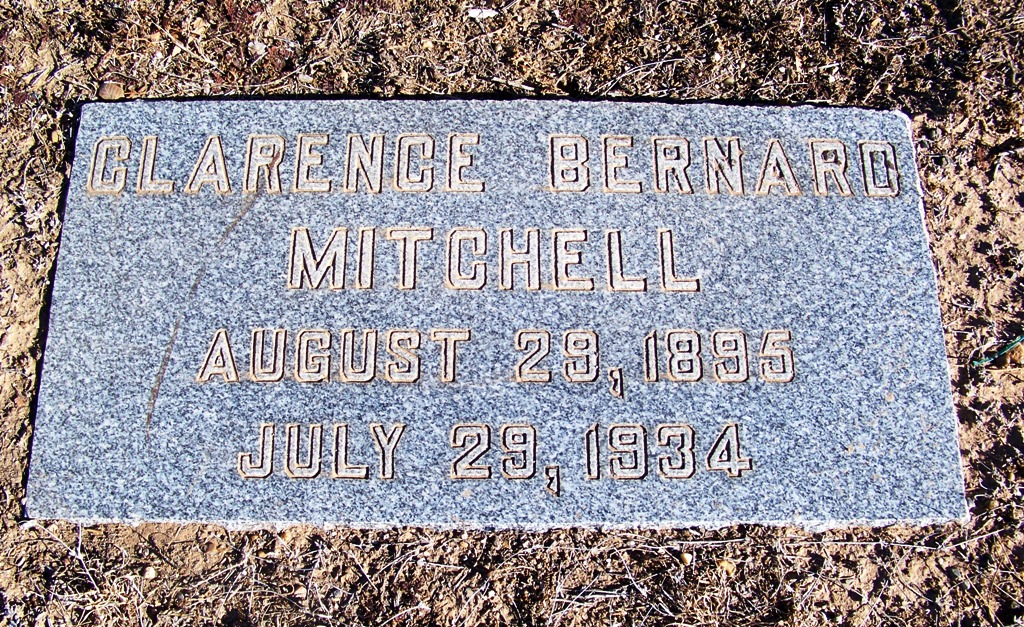 CLARENCE BERNARD
MITCHELL
AUGUST 29, 1895
JULY 29, 1934